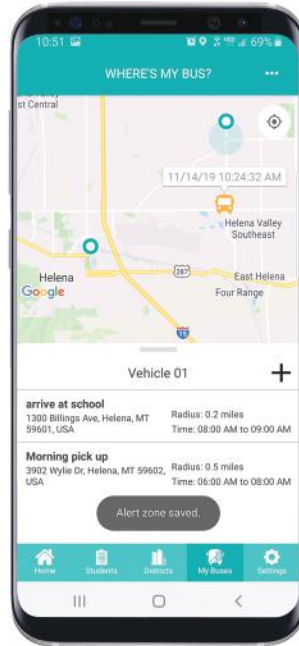 10:51
69%
WHERE'S MY BUS?
st Central
11/14/19 10:24:32 AM
Helena Valley
Southeast
287
Helena
East Helena
Google
Four Range
15
Vehicle 01
arrive at school
1300 Billings Ave, Helena, MT
59601, USA
Radius: 0.2 miles
Time: 08:00 AM to 09:00 AM
Morning pick up
3902 Wylie Dr, Helena, MT 59602,
USA
Radius: 0.5 miles
Time: 06:00 AM to 08:00 AM
Alert zone saved.
Home
Students
Districts
My Buses
Settings